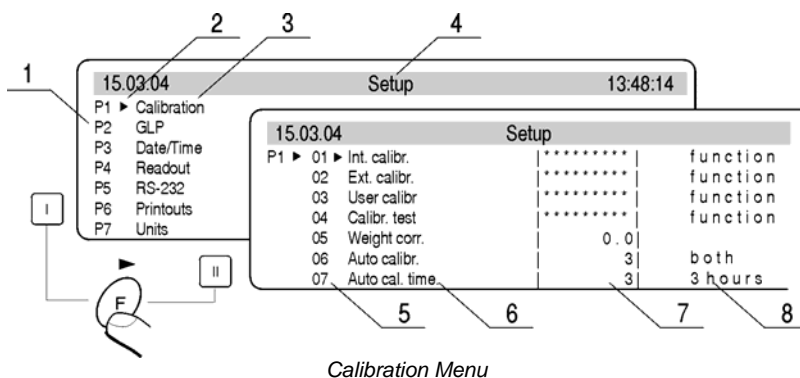 2 3 4
1
15.03.04 Setup 13:48:14
P1 ► Calibration
P2 GLP
P3 Date/Time
P4 Readout
P5 RS-232
P6 Printouts
P7 Units
15.03.04 Setup
P1 ► 01 ► Int. calibr. |*********| function
02 Ext. calibr. |*********| function
03 User calibr |*********| function
04 Calibr. test |*********| function
05 Weight corr. | 0.0|
06 Auto calibr. | 3| both
07 Auto cal. time | 3| 3 hours
I
II
F
5 6 7 8
Calibration Menu